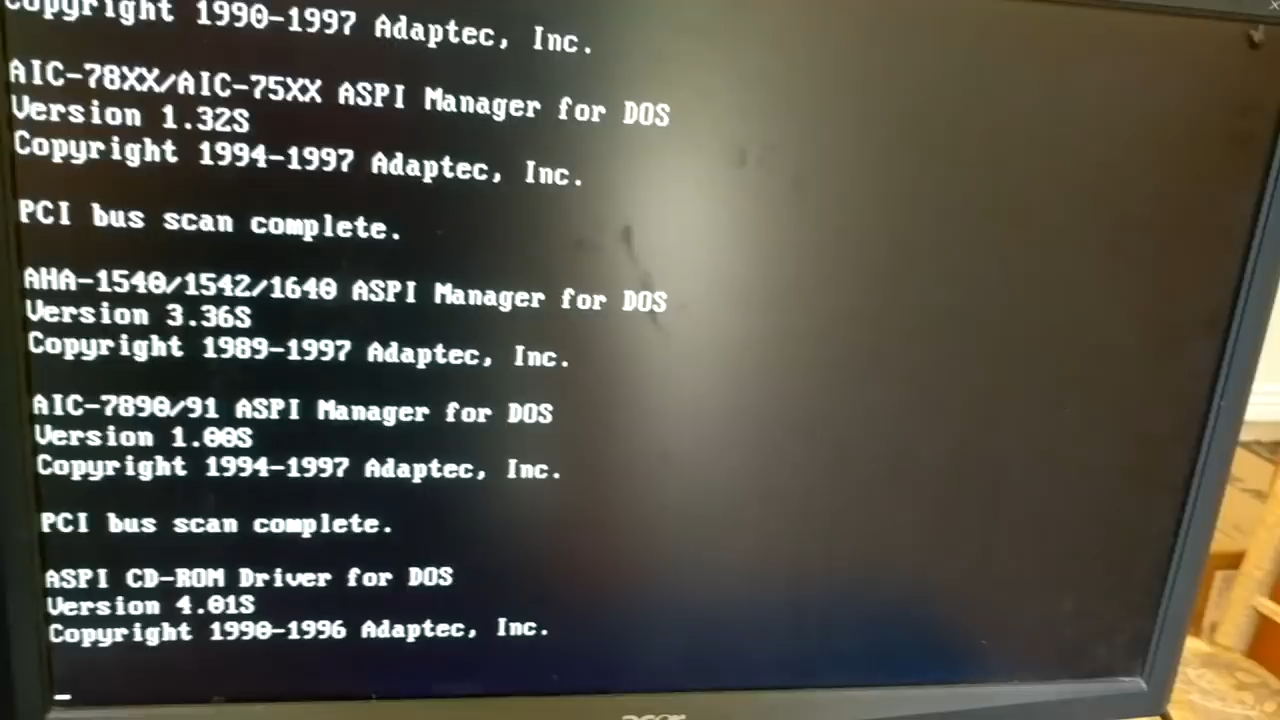 Copyright 1990-1997 Adaptec, Inc.
AIC-78XX/AIC-75XX ASPI Manager for DOS
Version 1.32S
Copyright 1994-1997 Adaptec, Inc.
PCI bus scan complete.
AHA-1540/1542/1640 ASPI Manager for DOS
Version 3.36S
Copyright 1989-1997 Adaptec, Inc.
AIC-7890/91 ASPI Manager for DOS
Version 1.00S
Copyright 1994-1997 Adaptec, Inc.
PCI bus scan complete.
ASPI CD-ROM Driver for DOS
Version 4.01S
Copyright 1990-1996 Adaptec, Inc.
acer